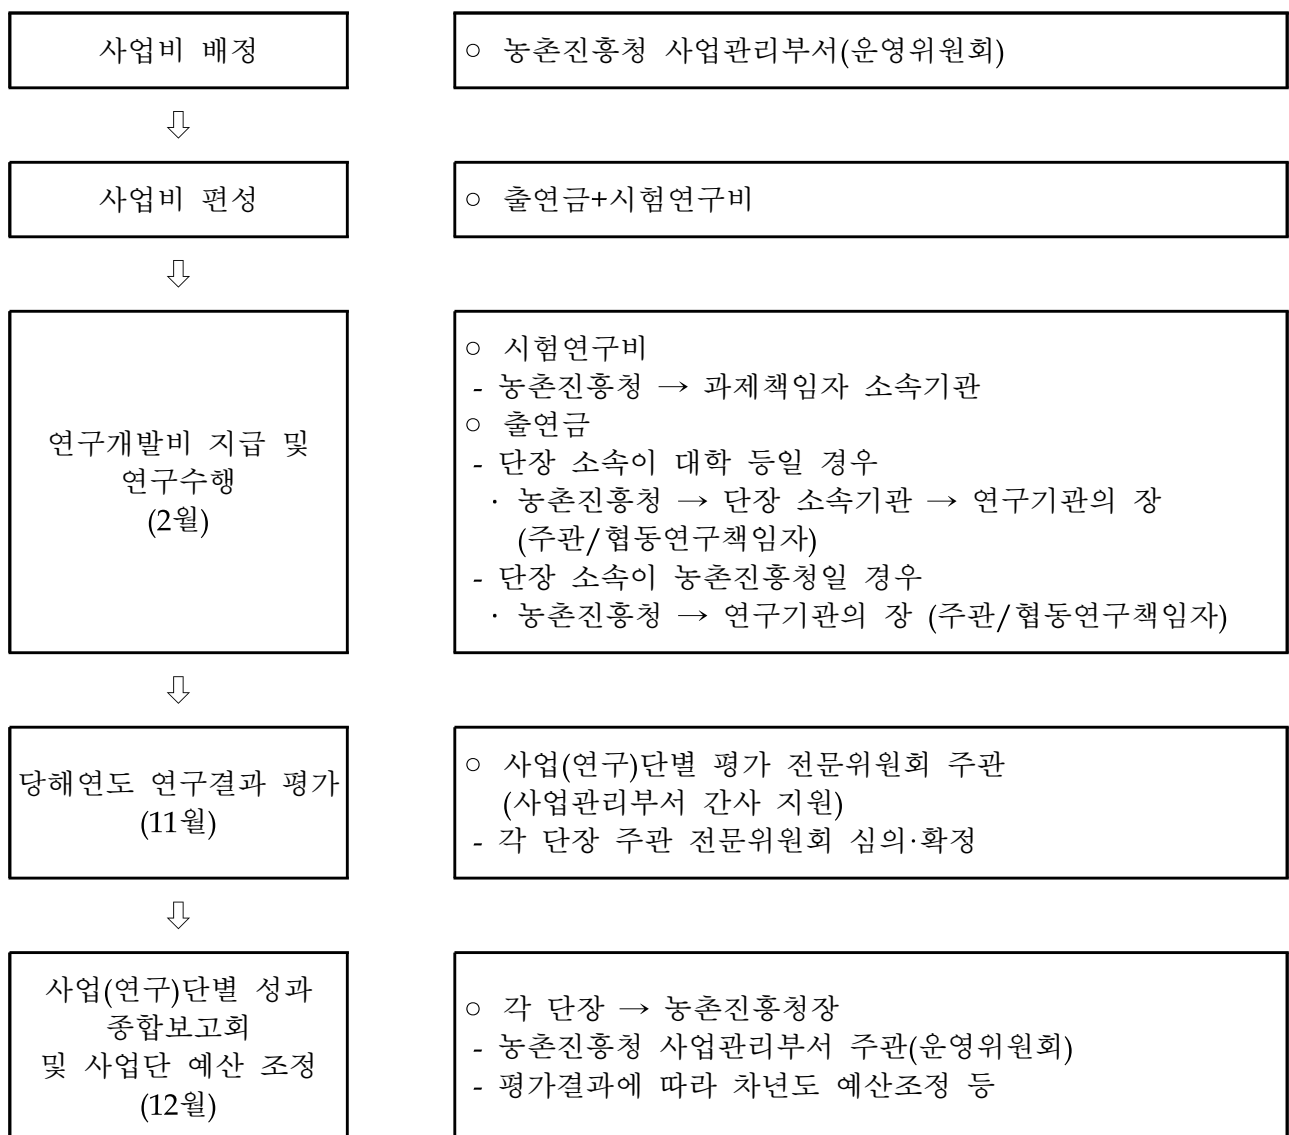 사업비 배정
○ 농촌진흥청 사업관리부서(운영위원회)
⇩
사업비 편성
○ 출연금+시험연구비
⇩
연구개발비 지급 및
연구수행
(2월)
○ 시험연구비
- 농촌진흥청 → 과제책임자 소속기관
○ 출연금
- 단장 소속이 대학 등일 경우
· 농촌진흥청 → 단장 소속기관 → 연구기관의 장
(주관/협동연구책임자)
- 단장 소속이 농촌진흥청일 경우
· 농촌진흥청 → 연구기관의 장 (주관/협동연구책임자)
⇩
당해연도 연구결과 평가
(11월)
○ 사업(연구)단별 평가 전문위원회 주관
(사업관리부서 간사 지원)
- 각 단장 주관 전문위원회 심의·확정
⇩
사업(연구)단별 성과
종합보고회
및 사업단 예산 조정
(12월)
○ 각 단장 → 농촌진흥청장
- 농촌진흥청 사업관리부서 주관(운영위원회)
- 평가결과에 따라 차년도 예산조정 등